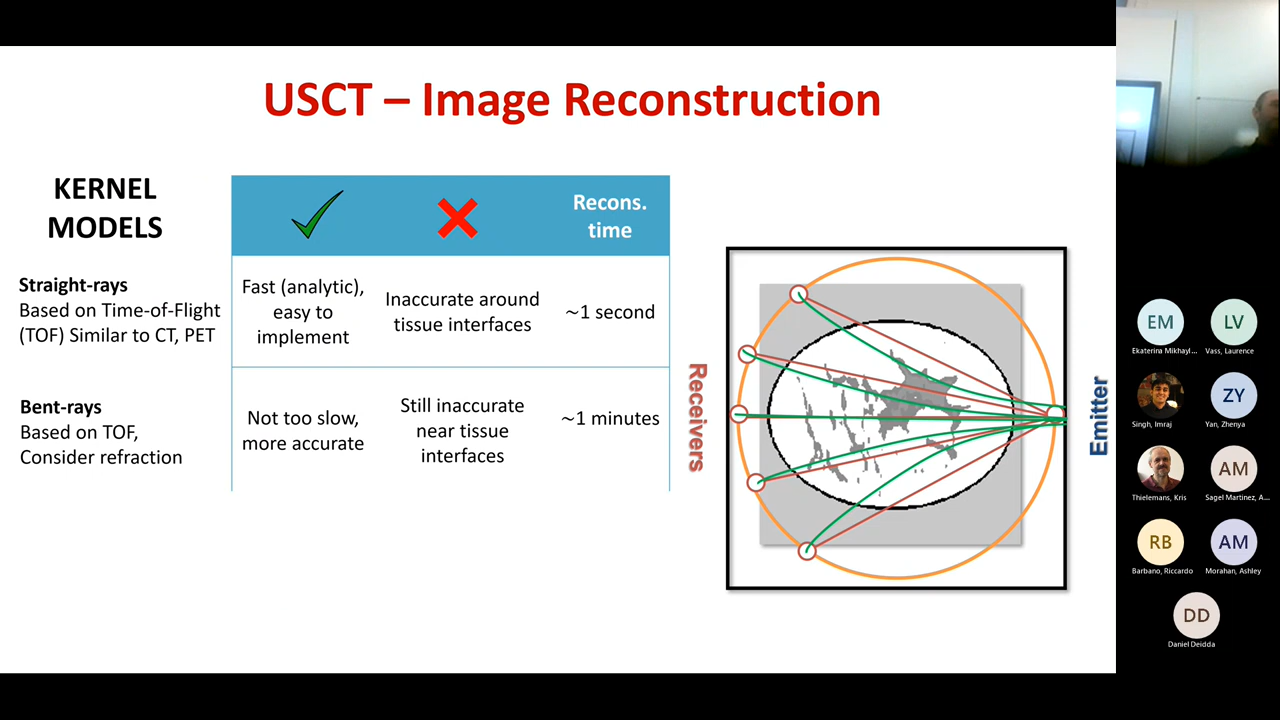 USCT – Image Reconstruction
KERNEL
MODELS
Recons.
time
Straight-rays
Based on Time-of-Flight
(TOF) Similar to CT, PET
Fast (analytic),
easy to
implement
Inaccurate around
tissue interfaces
~1 second
Bent-rays
Based on TOF,
Consider refraction
Not too slow,
more accurate
Still inaccurate
near tissue
interfaces
~1 minutes
Receivers
Emitter
EM
Ekaterina Mikhayl...
LV
Vass, Laurence
Singh, Imraj
ZY
Yan, Zhenya
Thielemans, Kris
AM
Sagel Martinez, A...
RB
Barbano, Riccardo
AM
Morahan, Ashley
DD
Daniel Deidda